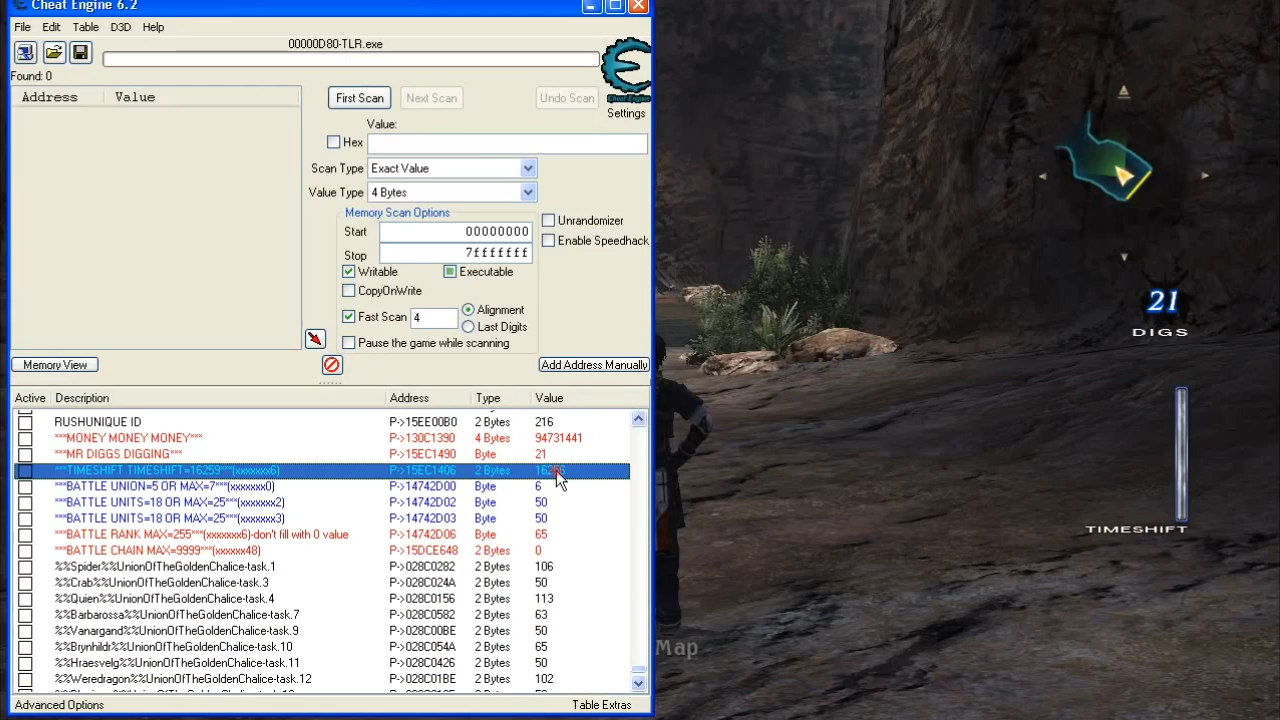 Cheat Engine 6.2
File Edit Table D3D Help
00000D80-TLR.exe
Found: 0
Address Value
First Scan Next Scan Undo Scan
Cheat Engine
Settings
Value:
Hex
Scan Type Exact Value
Value Type 4 Bytes
Memory Scan Options
Start 00000000
Stop 7fffffff
Unrandomizer
Enable Speedhack
Writable Executable
CopyOnWrite
Fast Scan 4 Alignment
Last Digits
Pause the game while scanning
Memory View Add Address Manually
Active Description Address Type Value
RUSHUNIQUE ID P->15EE00B0 2 Bytes 216
***MONEY MONEY MONEY*** P->130C1390 4 Bytes 94731441
***MR DIGGS DIGGING*** P->15EC1490 Byte 21
***TIMESHIFT TIMESHIFT=16259***(xxxxxxx6) P->15EC1406 2 Bytes
***BATTLE UNION=5 OR MAX=7***(xxxxxxx0) P->14742D00 Byte 6
***BATTLE UNITS=18 OR MAX=25***(xxxxxxx2) P->14742D02 Byte 50
***BATTLE UNITS=18 OR MAX=25***(xxxxxxx3) P->14742D03 Byte 50
***BATTLE RANK MAX=255***(xxxxxxx6)-don't fill with 0 value P->14742D06 Byte 65
***BATTLE CHAIN MAX=9999***(xxxxxx48) P->15DCE648 2 Bytes 0
%%Spider%%UnionOfTheGoldenChalice-task.1 P->028C0282 2 Bytes 106
%%Crab%%UnionOfTheGoldenChalice-task.3 P->028C024A 2 Bytes 50
%%Quien%%UnionOfTheGoldenChalice-task.4 P->028C0156 2 Bytes 113
%%Barbarossa%%UnionOfTheGoldenChalice-task.7 P->028C0582 2 Bytes 63
%%Vanargand%%UnionOfTheGoldenChalice-task.9 P->028C00BE 2 Bytes 50
%%Brynhildr%%UnionOfTheGoldenChalice-task.10 P->028C054A 2 Bytes 65
%%Hraesvelg%%UnionOfTheGoldenChalice-task.11 P->028C0426 2 Bytes 50
%%Weredragon%%UnionOfTheGoldenChalice-task.12 P->028C01BE 2 Bytes 102
Advanced Options Table Extras
21
DIGS
TIMESHIFT
Map